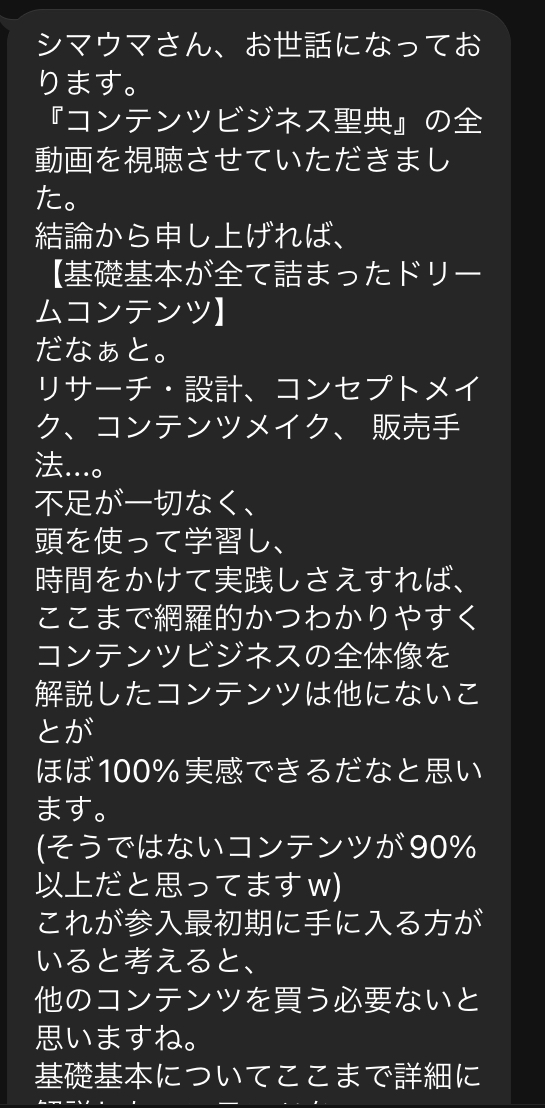 シマウマさん、お世話になってお
ります。
『コンテンツビジネス聖典』の全
動画を視聴させていただきまし
た。
結論から申し上げれば、
【基礎基本が全て詰まったドリー
ムコンテンツ】
だなぁと。
リサーチ・設計、コンセプトメイ
ク、コンテンツメイク、 販売手
法…。
不足が一切なく、
頭を使って学習し、
時間をかけて実践しさえすれば、
ここまで網羅的かつわかりやすく
コンテンツビジネスの全体像を
解説したコンテンツは他にないこ
とが
ほぼ100%実感できるだなと思い
ます。
(そうではないコンテンツが90%
以上だと思ってますw)
これが参入最初期に手に入る方が
いると考えると、
他のコンテンツを買う必要ないと
思いますね。
基礎基本についてここまで詳細に